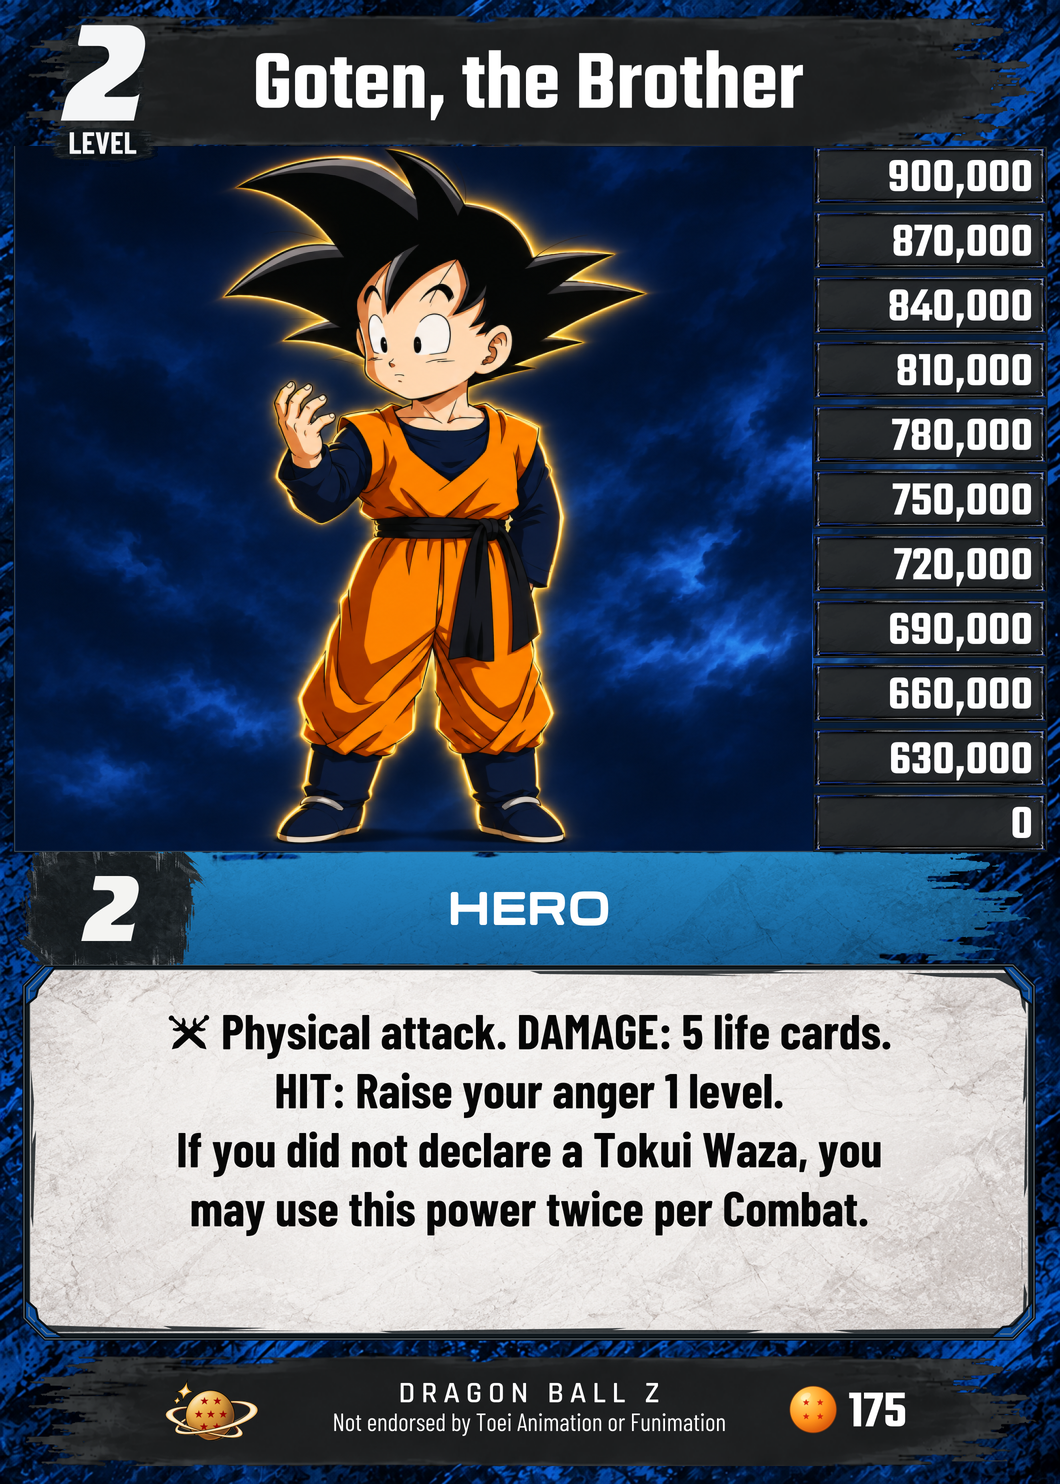 2
LEVEL
Goten, the Brother
900,000
870,000
840,000
810,000
780,000
750,000
720,000
690,000
660,000
630,000
0
2
HERO
Physical attack. DAMAGE: 5 life cards.
HIT: Raise your anger 1 level.
If you did not declare a Tokui Waza, you
may use this power twice per Combat.
DRAGON BALL Z
Not endorsed by Toei Animation or Funimation
175